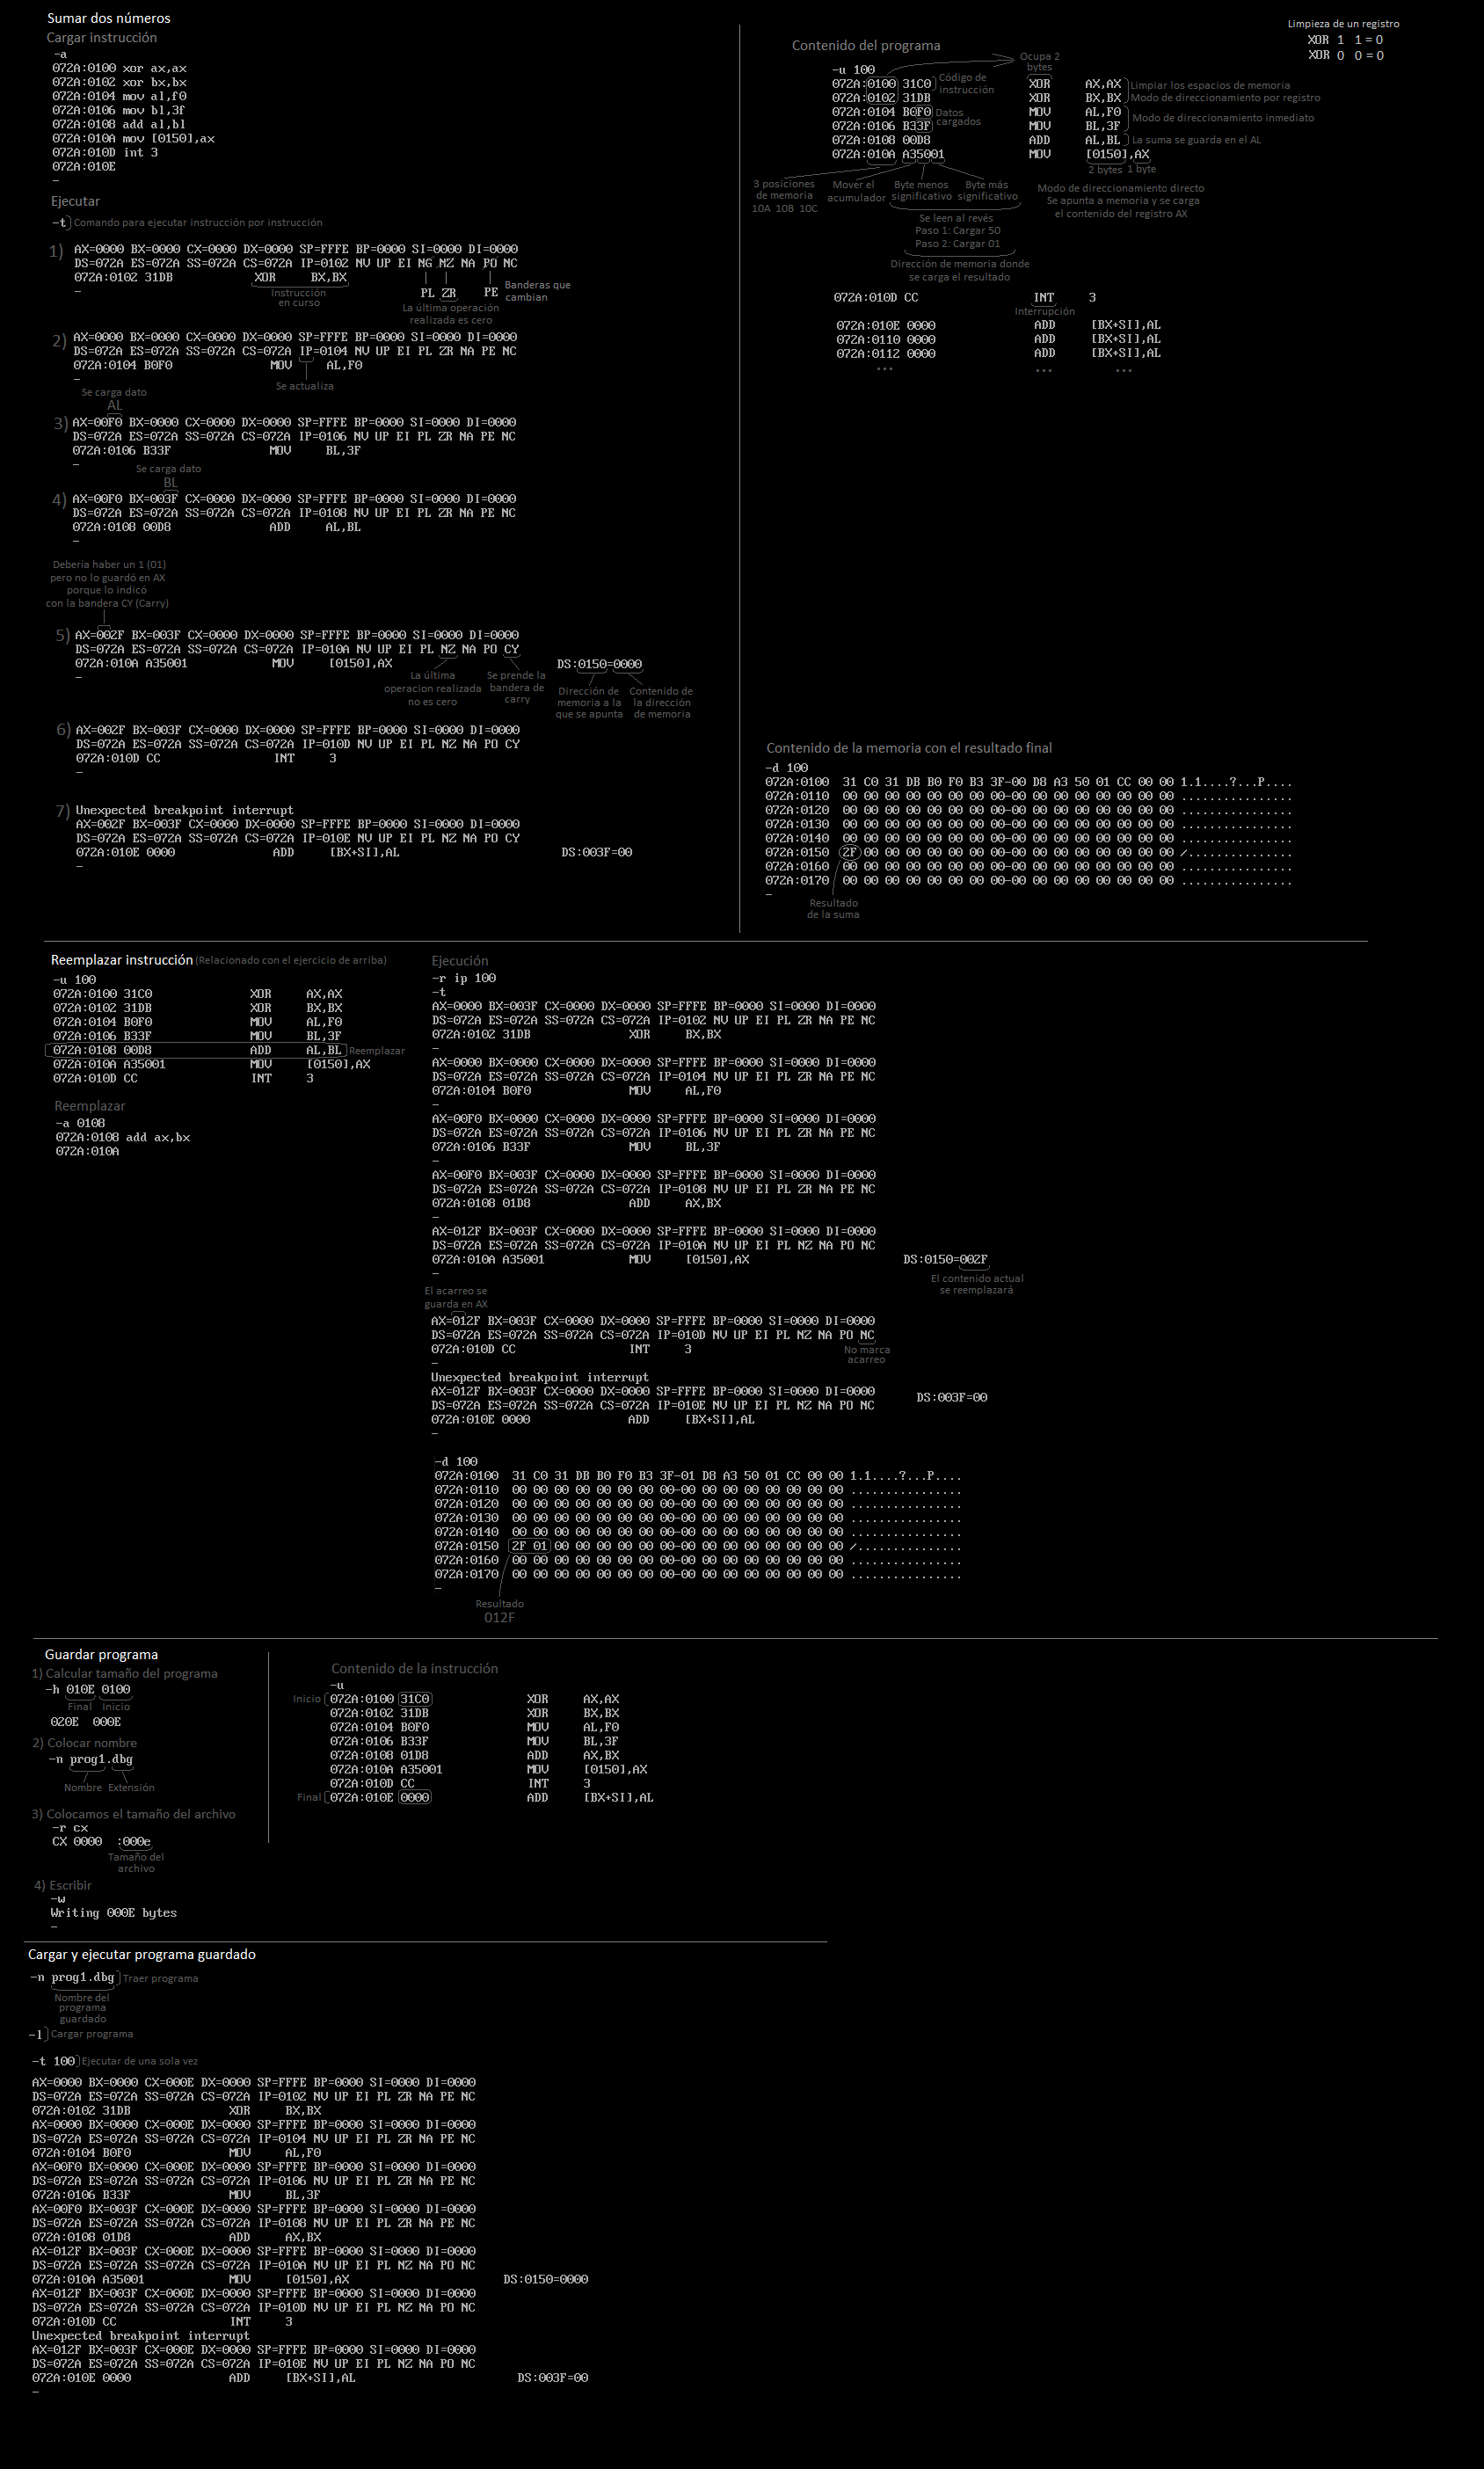 Sumar dos números
Cargar instrucción
-a
072A:0100 xor ax,ax
072A:0102 xor bx,bx
072A:0104 mov al,f0
072A:0106 mov bl,3f
072A:0108 add al,bl
072A:010A mov [0150],ax
072A:010D int 3
072A:010E
-
Ejecutar
-t Comando para ejecutar instrucción por instrucción
1)
AX=0000 BX=0000 CX=0000 DX=0000 SP=FFFE BP=0000 SI=0000 DI=0000
DS=072A ES=072A SS=072A CS=072A IP=0102 NV UP EI NG NZ NA PO NC
072A:0102 31DB XOR BX,BX
-
Instrucción
en curso
PL ZR PE
Banderas que
cambian
La última operación
realizada es cero
2)
AX=0000 BX=0000 CX=0000 DX=0000 SP=FFFE BP=0000 SI=0000 DI=0000
DS=072A ES=072A SS=072A CS=072A IP=0104 NV UP EI PL ZR NA PE NC
072A:0104 B0F0 MOV AL,F0
-
Se actualiza
Se carga dato
AL
3)
AX=00F0 BX=0000 CX=0000 DX=0000 SP=FFFE BP=0000 SI=0000 DI=0000
DS=072A ES=072A SS=072A CS=072A IP=0106 NV UP EI PL ZR NA PE NC
072A:0106 B33F MOV BL,3F
-
Se carga dato
BL
4)
AX=00F0 BX=003F CX=0000 DX=0000 SP=FFFE BP=0000 SI=0000 DI=0000
DS=072A ES=072A SS=072A CS=072A IP=0108 NV UP EI PL ZR NA PE NC
072A:0108 00D8 ADD AL,BL
-
Debería haber un 1 (01)
pero no lo guardó en AX
porque lo indicó
con la bandera CY (Carry)
5)
AX=002F BX=003F CX=0000 DX=0000 SP=FFFE BP=0000 SI=0000 DI=0000
DS=072A ES=072A SS=072A CS=072A IP=010A NV UP EI PL NZ NA PO CY
072A:010A A35001 MOV [0150],AX DS:0150=0000
-
La última
operacion realizada
no es cero
Se prende la
bandera de
carry
Dirección de
memoria a la
que se apunta
Contenido de
la dirección
de memoria
6)
AX=002F BX=003F CX=0000 DX=0000 SP=FFFE BP=0000 SI=0000 DI=0000
DS=072A ES=072A SS=072A CS=072A IP=010D NV UP EI PL NZ NA PO CY
072A:010D CC INT 3
-
7)
Unexpected breakpoint interrupt
AX=002F BX=003F CX=0000 DX=0000 SP=FFFE BP=0000 SI=0000 DI=0000
DS=072A ES=072A SS=072A CS=072A IP=010E NV UP EI PL NZ NA PO CY
072A:010E 0000 ADD [BX+SI],AL DS:003F=00
-
Limpieza de un registro
XOR 1 1 = 0
XOR 0 0 = 0
Contenido del programa
-u 100
072A:0100 31C0 XOR AX,AX
072A:0102 31DB XOR BX,BX
072A:0104 B0F0 MOV AL,F0
072A:0106 B33F MOV BL,3F
072A:0108 00D8 ADD AL,BL
072A:010A A35001 MOV [0150],AX
Código de
instrucción
Ocupa 2
bytes
Datos
cargados
Limpiar los espacios de memoria
Modo de direccionamiento por registro
Modo de direccionamiento inmediato
La suma se guarda en el AL
2 bytes 1 byte
3 posiciones
de memoria
10A 10B 10C
Mover el
acumulador
Byte menos
significativo
Byte más
significativo
Modo de direccionamiento directo
Se apunta a memoria y se carga
el contenido del registro AX
Se leen al revés
Paso 1: Cargar 50
Paso 2: Cargar 01
Dirección de memoria donde
se carga el resultado
072A:010D CC INT 3
Interrupción
072A:010E 0000 ADD [BX+SI],AL
072A:0110 0000 ADD [BX+SI],AL
072A:0112 0000 ADD [BX+SI],AL
... ... ...
Contenido de la memoria con el resultado final
-d 100
072A:0100 31 C0 31 DB B0 F0 B3 3F-00 D8 A3 50 01 CC 00 00 1.1....?...P....
072A:0110 00 00 00 00 00 00 00 00-00 00 00 00 00 00 00 00 ................
072A:0120 00 00 00 00 00 00 00 00-00 00 00 00 00 00 00 00 ................
072A:0130 00 00 00 00 00 00 00 00-00 00 00 00 00 00 00 00 ................
072A:0140 00 00 00 00 00 00 00 00-00 00 00 00 00 00 00 00 ................
072A:0150 2F 00 00 00 00 00 00 00-00 00 00 00 00 00 00 00 /...............
072A:0160 00 00 00 00 00 00 00 00-00 00 00 00 00 00 00 00 ................
072A:0170 00 00 00 00 00 00 00 00-00 00 00 00 00 00 00 00 ................
-
Resultado
de la suma
Reemplazar instrucción (Relacionado con el ejercicio de arriba)
-u 100
072A:0100 31C0 XOR AX,AX
072A:0102 31DB XOR BX,BX
072A:0104 B0F0 MOV AL,F0
072A:0106 B33F MOV BL,3F
072A:0108 00D8 ADD AL,BL Reemplazar
072A:010A A35001 MOV [0150],AX
072A:010D CC INT 3
Reemplazar
-a 0108
072A:0108 add ax,bx
072A:010A
Ejecución
-r ip 100
-t
AX=0000 BX=003F CX=0000 DX=0000 SP=FFFE BP=0000 SI=0000 DI=0000
DS=072A ES=072A SS=072A CS=072A IP=0102 NV UP EI PL ZR NA PE NC
072A:0102 31DB XOR BX,BX
-
AX=0000 BX=0000 CX=0000 DX=0000 SP=FFFE BP=0000 SI=0000 DI=0000
DS=072A ES=072A SS=072A CS=072A IP=0104 NV UP EI PL ZR NA PE NC
072A:0104 B0F0 MOV AL,F0
-
AX=00F0 BX=0000 CX=0000 DX=0000 SP=FFFE BP=0000 SI=0000 DI=0000
DS=072A ES=072A SS=072A CS=072A IP=0106 NV UP EI PL ZR NA PE NC
072A:0106 B33F MOV BL,3F
-
AX=00F0 BX=003F CX=0000 DX=0000 SP=FFFE BP=0000 SI=0000 DI=0000
DS=072A ES=072A SS=072A CS=072A IP=0108 NV UP EI PL ZR NA PE NC
072A:0108 01D8 ADD AX,BX
-
AX=012F BX=003F CX=0000 DX=0000 SP=FFFE BP=0000 SI=0000 DI=0000
DS=072A ES=072A SS=072A CS=072A IP=010A NV UP EI PL NZ NA PO NC
072A:010A A35001 MOV [0150],AX DS:0150=002F
-
El contenido actual
se reemplazará
El acarreo se
guarda en AX
AX=012F BX=003F CX=0000 DX=0000 SP=FFFE BP=0000 SI=0000 DI=0000
DS=072A ES=072A SS=072A CS=072A IP=010D NV UP EI PL NZ NA PO NC
072A:010D CC INT 3
-
No marca
acarreo
Unexpected breakpoint interrupt
AX=012F BX=003F CX=0000 DX=0000 SP=FFFE BP=0000 SI=0000 DI=0000
DS=072A ES=072A SS=072A CS=072A IP=010E NV UP EI PL NZ NA PO NC
072A:010E 0000 ADD [BX+SI],AL DS:003F=00
-
-d 100
072A:0100 31 C0 31 DB B0 F0 B3 3F-01 D8 A3 50 01 CC 00 00 1.1....?...P....
072A:0110 00 00 00 00 00 00 00 00-00 00 00 00 00 00 00 00 ................
072A:0120 00 00 00 00 00 00 00 00-00 00 00 00 00 00 00 00 ................
072A:0130 00 00 00 00 00 00 00 00-00 00 00 00 00 00 00 00 ................
072A:0140 00 00 00 00 00 00 00 00-00 00 00 00 00 00 00 00 ................
072A:0150 2F 01 00 00 00 00 00 00-00 00 00 00 00 00 00 00 /...............
072A:0160 00 00 00 00 00 00 00 00-00 00 00 00 00 00 00 00 ................
072A:0170 00 00 00 00 00 00 00 00-00 00 00 00 00 00 00 00 ................
-
Resultado
012F
Guardar programa
1) Calcular tamaño del programa
-h 010E 0100
Final Inicio
020E 000E
2) Colocar nombre
-n prog1.dbg
Nombre Extensión
3) Colocamos el tamaño del archivo
-r cx
CX 0000 :000e
Tamaño del
archivo
4) Escribir
-w
Writing 000E bytes
-
Contenido de la instrucción
-u
Inicio 072A:0100 31C0 XOR AX,AX
072A:0102 31DB XOR BX,BX
072A:0104 B0F0 MOV AL,F0
072A:0106 B33F MOV BL,3F
072A:0108 01D8 ADD AX,BX
072A:010A A35001 MOV [0150],AX
072A:010D CC INT 3
Final 072A:010E 0000 ADD [BX+SI],AL
Cargar y ejecutar programa guardado
-n prog1.dbg Traer programa
Nombre del
programa
guardado
-l Cargar programa
-t 100 Ejecutar de una sola vez
AX=0000 BX=0000 CX=000E DX=0000 SP=FFFE BP=0000 SI=0000 DI=0000
DS=072A ES=072A SS=072A CS=072A IP=0102 NV UP EI PL ZR NA PE NC
072A:0102 31DB XOR BX,BX
AX=0000 BX=0000 CX=000E DX=0000 SP=FFFE BP=0000 SI=0000 DI=0000
DS=072A ES=072A SS=072A CS=072A IP=0104 NV UP EI PL ZR NA PE NC
072A:0104 B0F0 MOV AL,F0
AX=00F0 BX=0000 CX=000E DX=0000 SP=FFFE BP=0000 SI=0000 DI=0000
DS=072A ES=072A SS=072A CS=072A IP=0106 NV UP EI PL ZR NA PE NC
072A:0106 B33F MOV BL,3F
AX=00F0 BX=003F CX=000E DX=0000 SP=FFFE BP=0000 SI=0000 DI=0000
DS=072A ES=072A SS=072A CS=072A IP=0108 NV UP EI PL ZR NA PE NC
072A:0108 01D8 ADD AX,BX
AX=012F BX=003F CX=000E DX=0000 SP=FFFE BP=0000 SI=0000 DI=0000
DS=072A ES=072A SS=072A CS=072A IP=010A NV UP EI PL NZ NA PO NC
072A:010A A35001 MOV [0150],AX DS:0150=0000
AX=012F BX=003F CX=000E DX=0000 SP=FFFE BP=0000 SI=0000 DI=0000
DS=072A ES=072A SS=072A CS=072A IP=010D NV UP EI PL NZ NA PO NC
072A:010D CC INT 3
Unexpected breakpoint interrupt
AX=012F BX=003F CX=000E DX=0000 SP=FFFE BP=0000 SI=0000 DI=0000
DS=072A ES=072A SS=072A CS=072A IP=010E NV UP EI PL NZ NA PO NC
072A:010E 0000 ADD [BX+SI],AL DS:003F=00
-